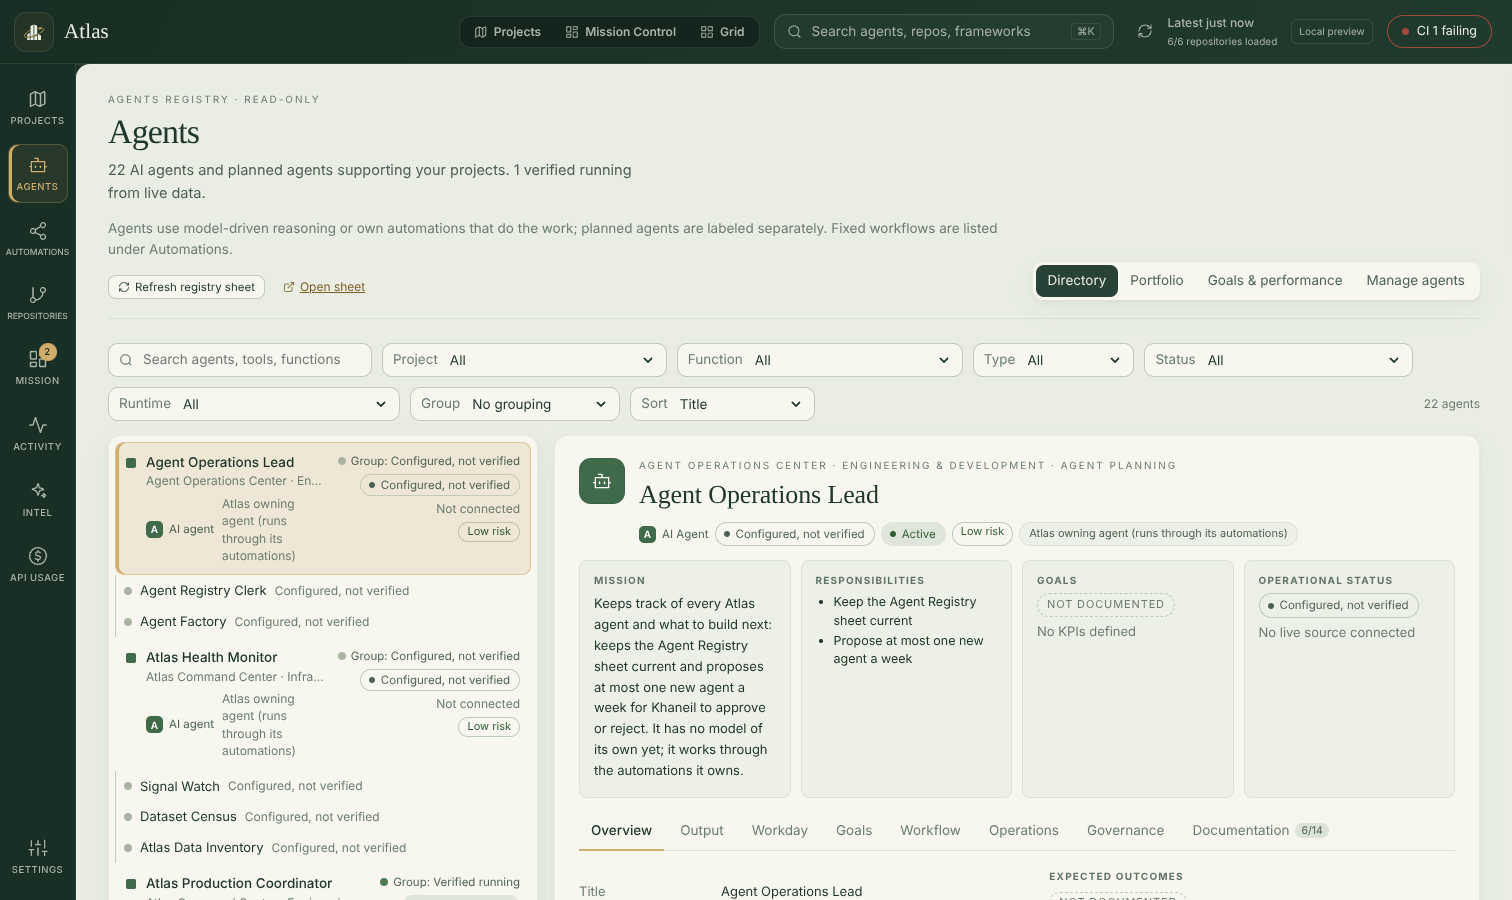 Atlas
Projects
Mission Control
Grid
Search agents, repos, frameworks
⌘K
Latest just now
6/6 repositories loaded
Local preview
CI 1 failing
PROJECTS
AGENTS
AUTOMATIONS
REPOSITORIES
2
MISSION
ACTIVITY
INTEL
API USAGE
SETTINGS
AGENTS REGISTRY · READ-ONLY
Agents
22 AI agents and planned agents supporting your projects. 1 verified running
from live data.
Agents use model-driven reasoning or own automations that do the work; planned agents are labeled separately. Fixed workflows are listed
under Automations.
Refresh registry sheet
Open sheet
Directory
Portfolio
Goals & performance
Manage agents
Search agents, tools, functions
Project All
Function All
Type All
Status All
Runtime All
Group No grouping
Sort Title
22 agents
Agent Operations Lead
Group: Configured, not verified
Agent Operations Center · En...
Configured, not verified
A AI agent
Atlas owning
agent (runs
through its
automations)
Not connected
Low risk
Agent Registry Clerk Configured, not verified
Agent Factory Configured, not verified
Atlas Health Monitor
Group: Configured, not verified
Atlas Command Center · Infra...
Configured, not verified
A AI agent
Atlas owning
agent (runs
through its
automations)
Not connected
Low risk
Signal Watch Configured, not verified
Dataset Census Configured, not verified
Atlas Data Inventory Configured, not verified
Atlas Production Coordinator
Group: Verified running
AGENT OPERATIONS CENTER · ENGINEERING & DEVELOPMENT · AGENT PLANNING
Agent Operations Lead
A AI Agent
Configured, not verified
Active
Low risk
Atlas owning agent (runs through its automations)
MISSION
Keeps track of every Atlas
agent and what to build next:
keeps the Agent Registry
sheet current and proposes
at most one new agent a
week for Khaneil to approve
or reject. It has no model of
its own yet; it works through
the automations it owns.
RESPONSIBILITIES
• Keep the Agent Registry
sheet current
• Propose at most one new
agent a week
GOALS
NOT DOCUMENTED
No KPIs defined
OPERATIONAL STATUS
Configured, not verified
No live source connected
Overview
Output
Workday
Goals
Workflow
Operations
Governance
Documentation 6/14
Title
Agent Operations Lead
EXPECTED OUTCOMES